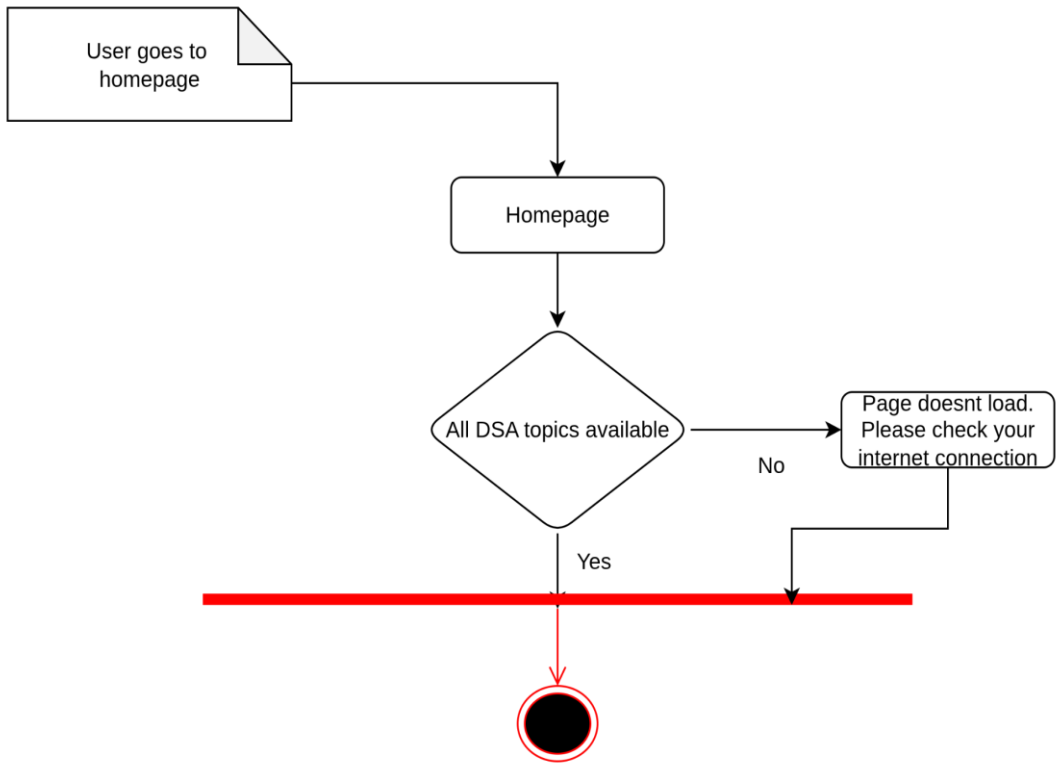 User goes to
homepage
Homepage
All DSA topics available
Page doesnt load.
Please check your
internet connection
No
Yes